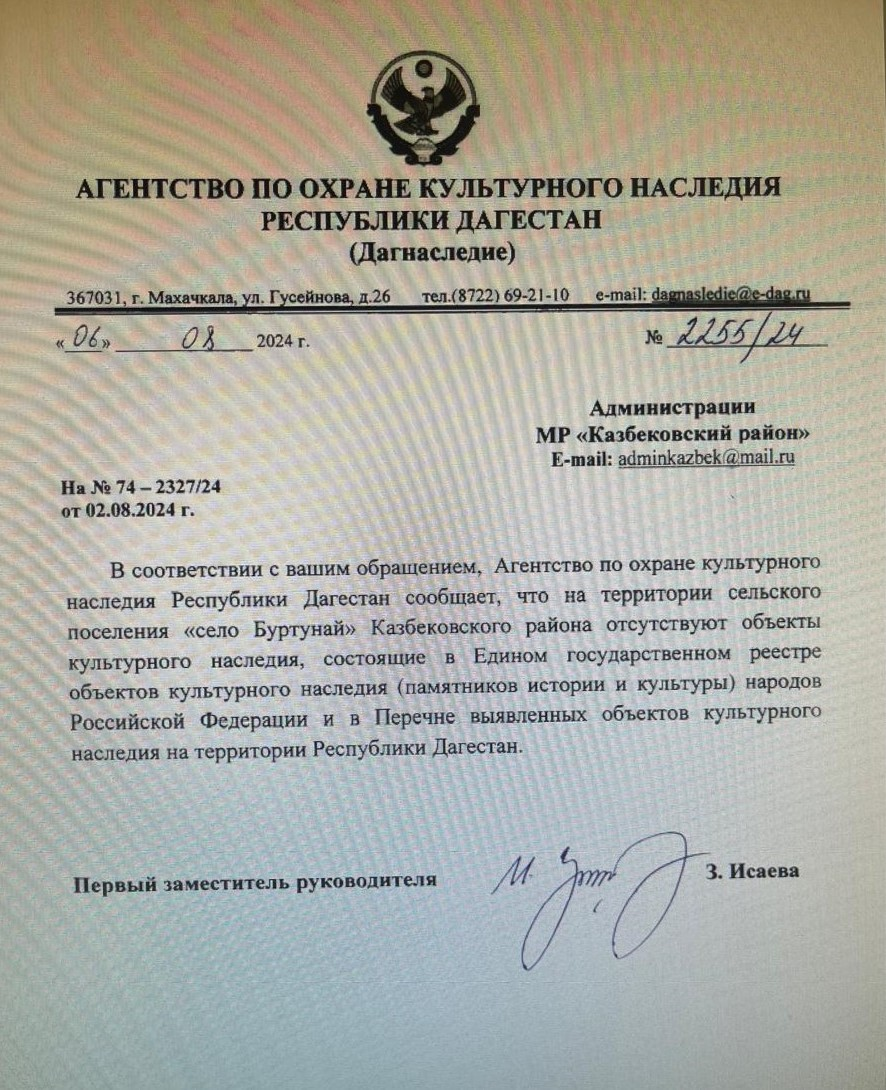 АГЕНТСТВО ПО ОХРАНЕ КУЛЬТУРНОГО НАСЛЕДИЯ
РЕСПУБЛИКИ ДАГЕСТАН
(Дагнаследие)
367031, г. Махачкала, ул. Гусейнова, д.26 тел.(8722) 69-21-10 e-mail: dagnasledie@e-dag.ru
«06» 08 2024 г. № 2255/24
Администрации
МР «Казбековский район»
E-mail: adminkazbek@mail.ru
На № 74 – 2327/24
от 02.08.2024 г.
В соответствии с вашим обращением, Агентство по охране культурного
наследия Республики Дагестан сообщает, что на территории сельского
поселения «село Буртунай» Казбековского района отсутствуют объекты
культурного наследия, состоящие в Едином государственном реестре
объектов культурного наследия (памятников истории и культуры) народов
Российской Федерации и в Перечне выявленных объектов культурного
наследия на территории Республики Дагестан.
Первый заместитель руководителя З. Исаева